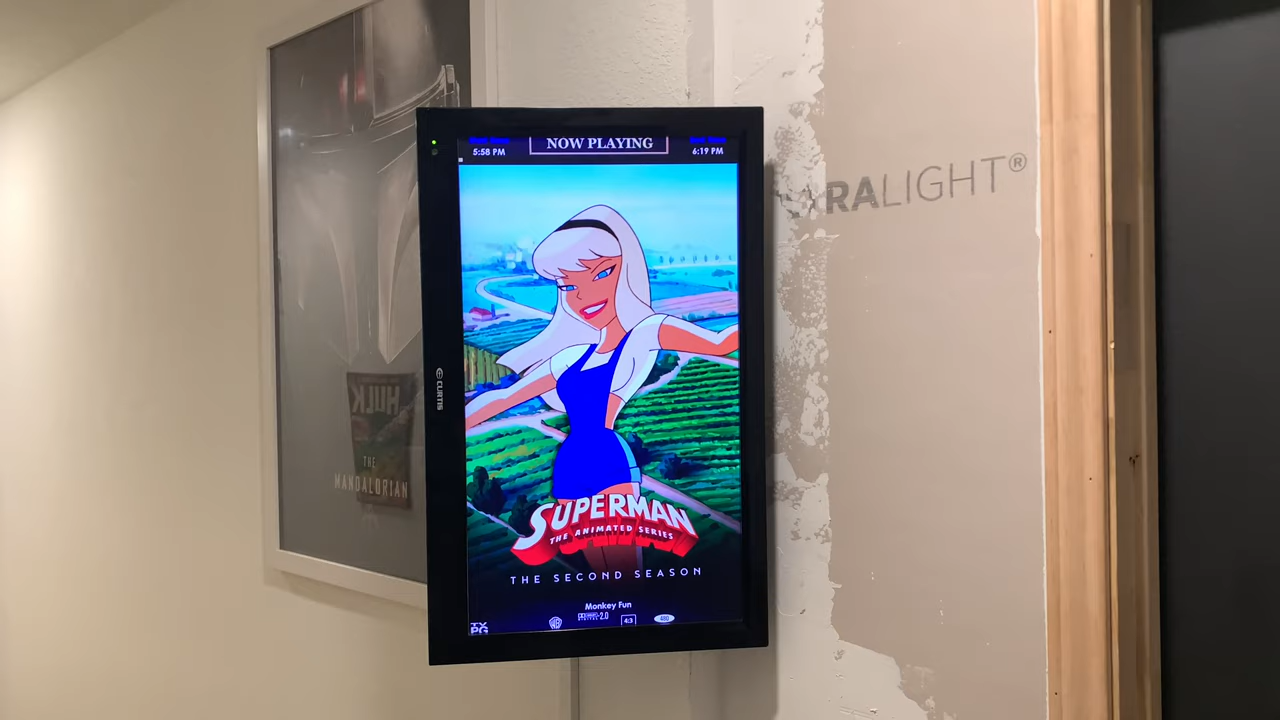 NOW PLAYING
5:58 PM
6:19 PM
RALIGHT®
CURTIS
HULK
THE
MANDALORIAN
SUPERMAN
THE ANIMATED SERIES
THE SECOND SEASON
Monkey Fun
TV
PG
WB
2.0
4:3
480